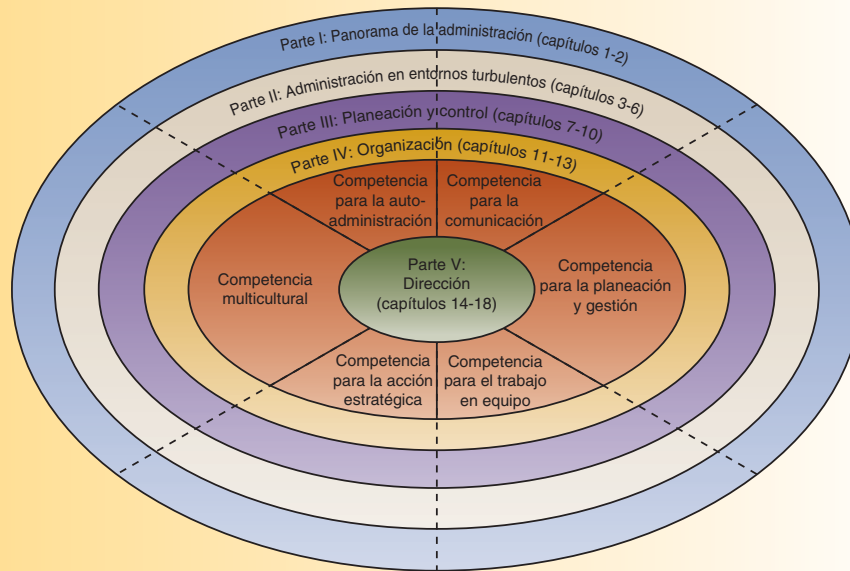 Parte I: Panorama de la administración (capítulos 1-2)
Parte II: Administración en entornos turbulentos (capítulos 3-6)
Parte III: Planeación y control (capítulos 7-10)
Parte IV: Organización (capítulos 11-13)
Competencia
para la auto-
administración
Competencia
para la
comunicación
Competencia
multicultural
Parte V:
Dirección
(capítulos 14-18)
Competencia
para la planeación
y gestión
Competencia
para la acción
estratégica
Competencia
para el trabajo
en equipo